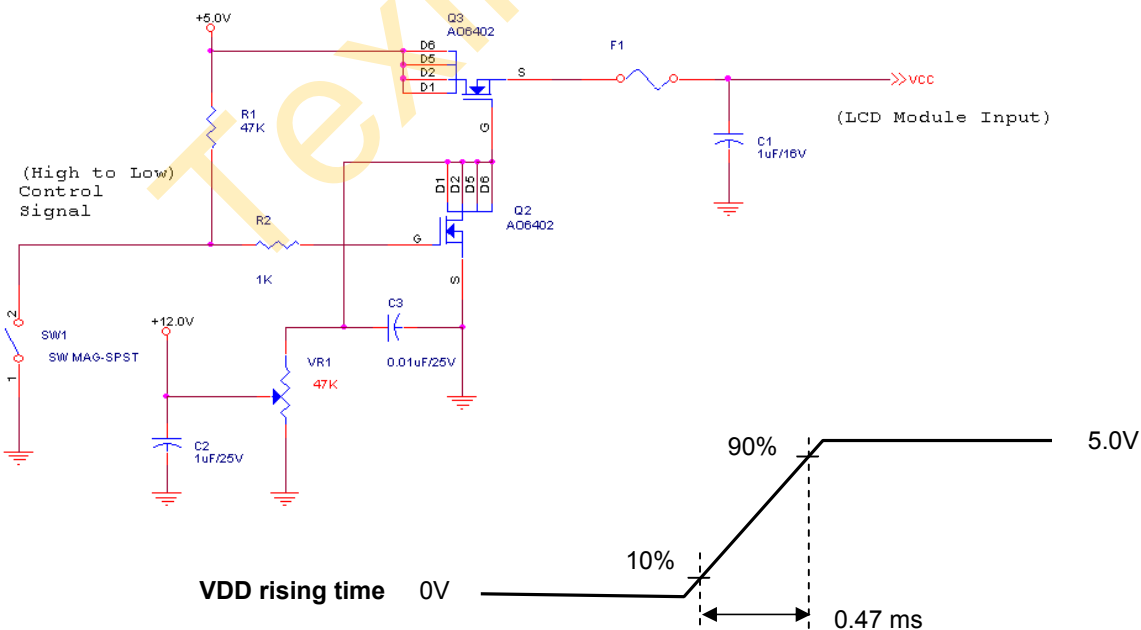 +5.0V
Q3
AO6402
D6
D5
D2
D1
S
G
F1
VCC
(LCD Module Input)
C1
1uF/16V
R1
47K
(High to Low)
Control
Signal
R2
1K
G
D1
D2
D5
D6
Q2
AO6402
S
2
SW1
SW MAG-SPST
1
+12.0V
C3
0.01uF/25V
VR1
47K
C2
1uF/25V
90%
5.0V
10%
VDD rising time 0V
0.47 ms